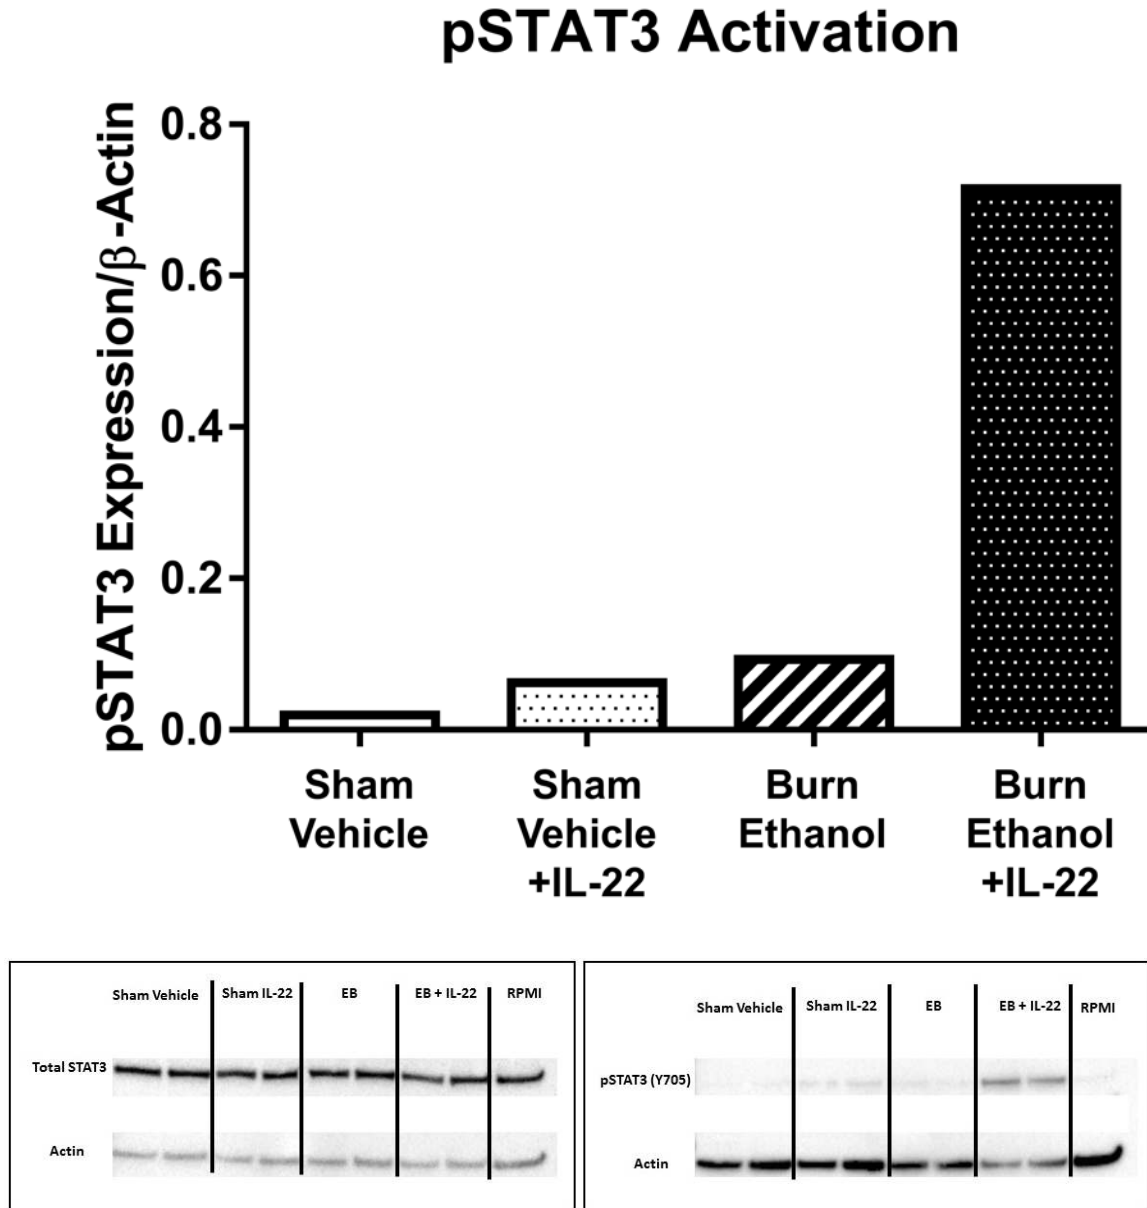 pSTAT3 Activation
pSTAT3 Expression/β-Actin
0.8
0.6
0.4
0.2
0.0
Sham
Vehicle
Sham
Vehicle
+IL-22
Burn
Ethanol
Burn
Ethanol
+IL-22
Sham Vehicle
Sham IL-22
EB
EB + IL-22
RPMI
Total STAT3
Actin
Sham Vehicle
Sham IL-22
EB
EB + IL-22
RPMI
pSTAT3 (Y705)
Actin